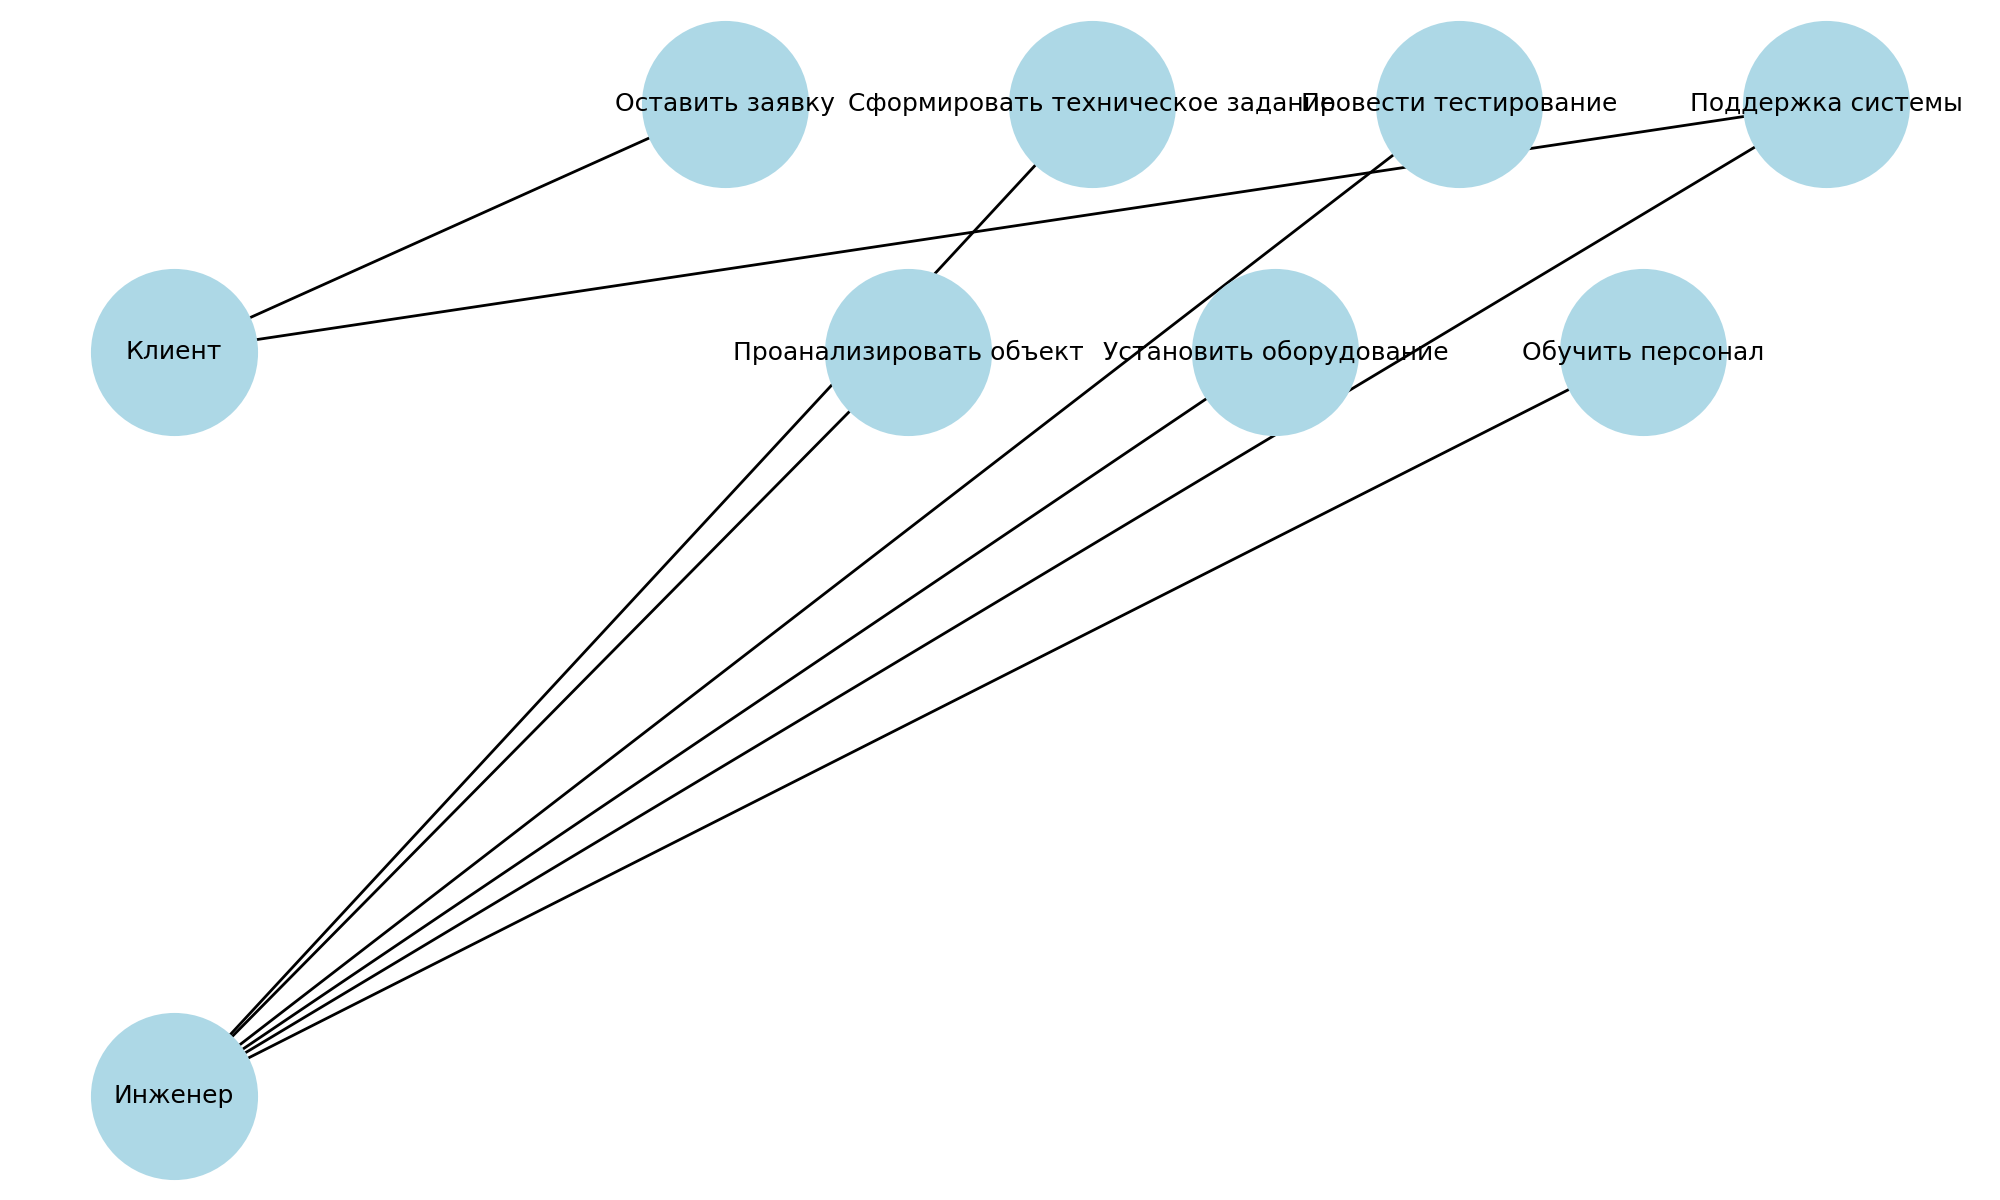 Оставить заявку
Сформировать техническое задание
Провести тестирование
Поддержка системы
Клиент
Проанализировать объект
Установить оборудование
Обучить персонал
Инженер